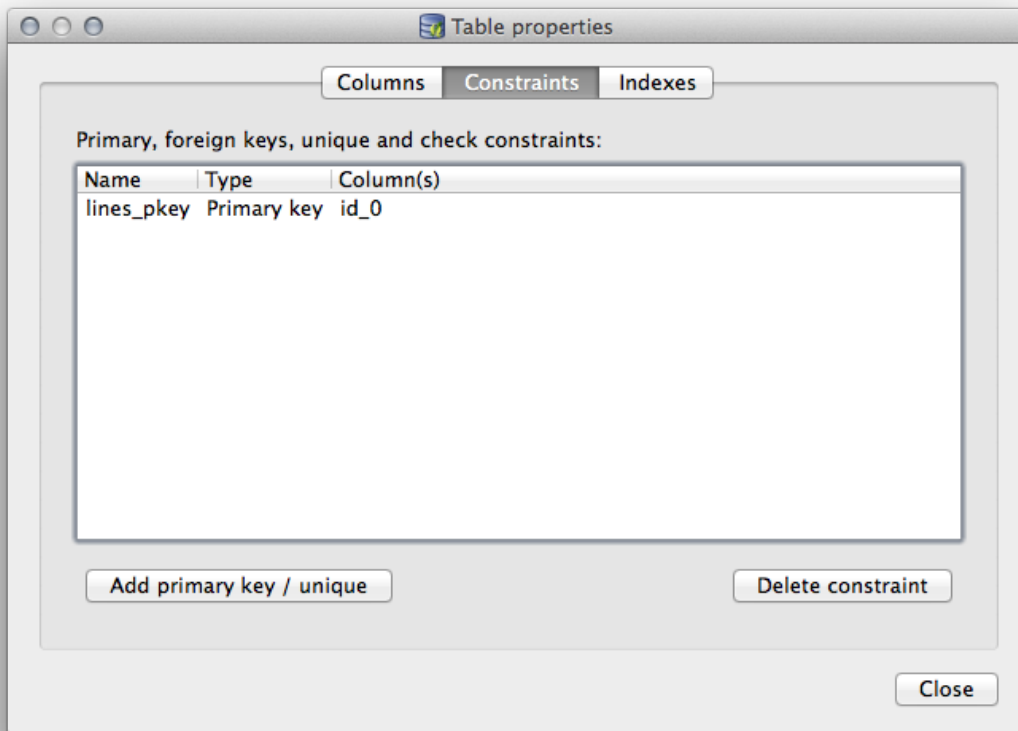 Table properties
Columns Constraints Indexes
Primary, foreign keys, unique and check constraints:
Name Type Column(s)
lines_pkey Primary key id_0
Add primary key / unique Delete constraint
Close